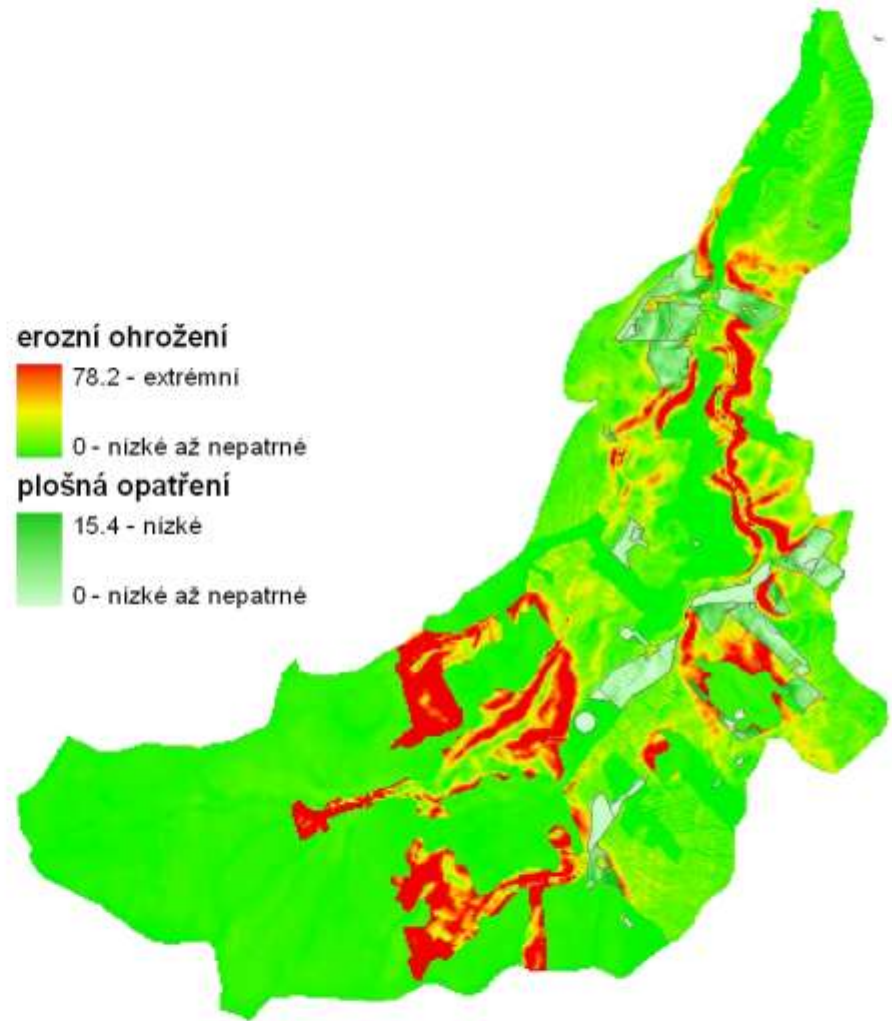 erozní ohrožení
78.2 - extrémní
0 - nízké až nepatrné
plošná opatření
15.4 - nízké
0 - nízké až nepatrné